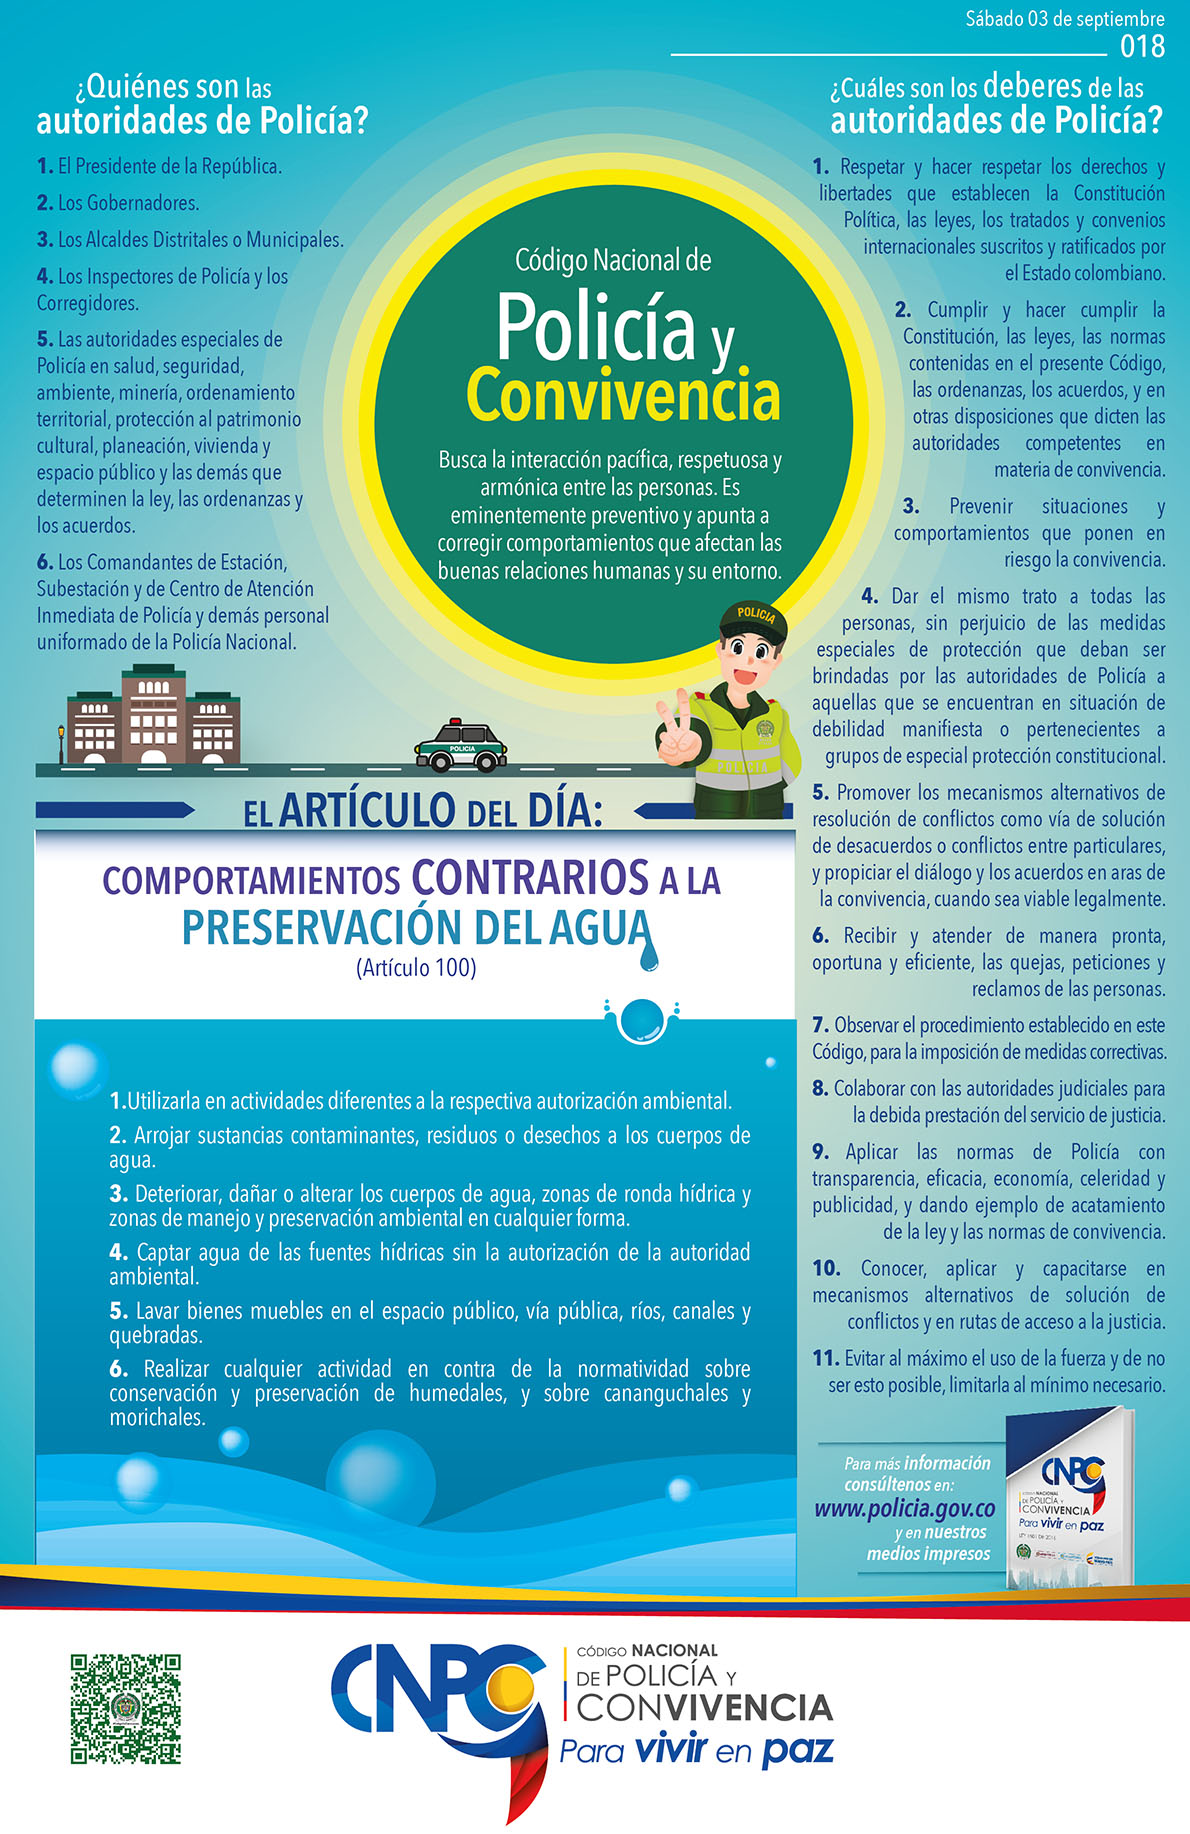 Sábado 03 de septiembre
018
¿Quiénes son las
autoridades de Policía?
1. El Presidente de la República.
2. Los Gobernadores.
3. Los Alcaldes Distritales o Municipales.
4. Los Inspectores de Policía y los
Corregidores.
5. Las autoridades especiales de
Policía en salud, seguridad,
ambiente, minería, ordenamiento
territorial, protección al patrimonio
cultural, planeación, vivienda y
espacio público y las demás que
determinen la ley, las ordenanzas y
los acuerdos.
6. Los Comandantes de Estación,
Subestación y de Centro de Atención
Inmediata de Policía y demás personal
uniformado de la Policía Nacional.
Código Nacional de
Policía y
Convivencia
Busca la interacción pacífica, respetuosa y
armónica entre las personas. Es
eminentemente preventivo y apunta a
corregir comportamientos que afectan las
buenas relaciones humanas y su entorno.
POLICIA
POLICIA
EL ARTÍCULO DEL DÍA:
COMPORTAMIENTOS CONTRARIOS A LA
PRESERVACIÓN DEL AGUA
(Artículo 100)
1.Utilizarla en actividades diferentes a la respectiva autorización ambiental.
2. Arrojar sustancias contaminantes, residuos o desechos a los cuerpos de
agua.
3. Deteriorar, dañar o alterar los cuerpos de agua, zonas de ronda hídrica y
zonas de manejo y preservación ambiental en cualquier forma.
4. Captar agua de las fuentes hídricas sin la autorización de la autoridad
ambiental.
5. Lavar bienes muebles en el espacio público, vía pública, ríos, canales y
quebradas.
6. Realizar cualquier actividad en contra de la normatividad sobre
conservación y preservación de humedales, y sobre cananguchales y
morichales.
¿Cuáles son los deberes de las
autoridades de Policía?
1. Respetar y hacer respetar los derechos y
libertades que establecen la Constitución
Política, las leyes, los tratados y convenios
internacionales suscritos y ratificados por
el Estado colombiano.
2. Cumplir y hacer cumplir la
Constitución, las leyes, las normas
contenidas en el presente Código,
las ordenanzas, los acuerdos, y en
otras disposiciones que dicten las
autoridades competentes en
materia de convivencia.
3. Prevenir situaciones y
comportamientos que ponen en
riesgo la convivencia.
4. Dar el mismo trato a todas las
personas, sin perjuicio de las medidas
especiales de protección que deban ser
brindadas por las autoridades de Policía a
aquellas que se encuentran en situación de
debilidad manifiesta o pertenecientes a
grupos de especial protección constitucional.
5. Promover los mecanismos alternativos de
resolución de conflictos como vía de solución
de desacuerdos o conflictos entre particulares,
y propiciar el diálogo y los acuerdos en aras de
la convivencia, cuando sea viable legalmente.
6. Recibir y atender de manera pronta,
oportuna y eficiente, las quejas, peticiones y
reclamos de las personas.
7. Observar el procedimiento establecido en este
Código, para la imposición de medidas correctivas.
8. Colaborar con las autoridades judiciales para
la debida prestación del servicio de justicia.
9. Aplicar las normas de Policía con
transparencia, eficacia, economía, celeridad y
publicidad, y dando ejemplo de acatamiento
de la ley y las normas de convivencia.
10. Conocer, aplicar y capacitarse en
mecanismos alternativos de solución de
conflictos y en rutas de acceso a la justicia.
11. Evitar al máximo el uso de la fuerza y de no
ser esto posible, limitarla al mínimo necesario.
Para más información
consúltenos en:
www.policia.gov.co
y en nuestros
medios impresos
CNPC
CÓDIGO NACIONAL
DE POLICÍA Y
CONVIVENCIA
Para vivir en paz
CNPC
CÓDIGO NACIONAL
DE POLICÍA Y
CONVIVENCIA
Para vivir en paz